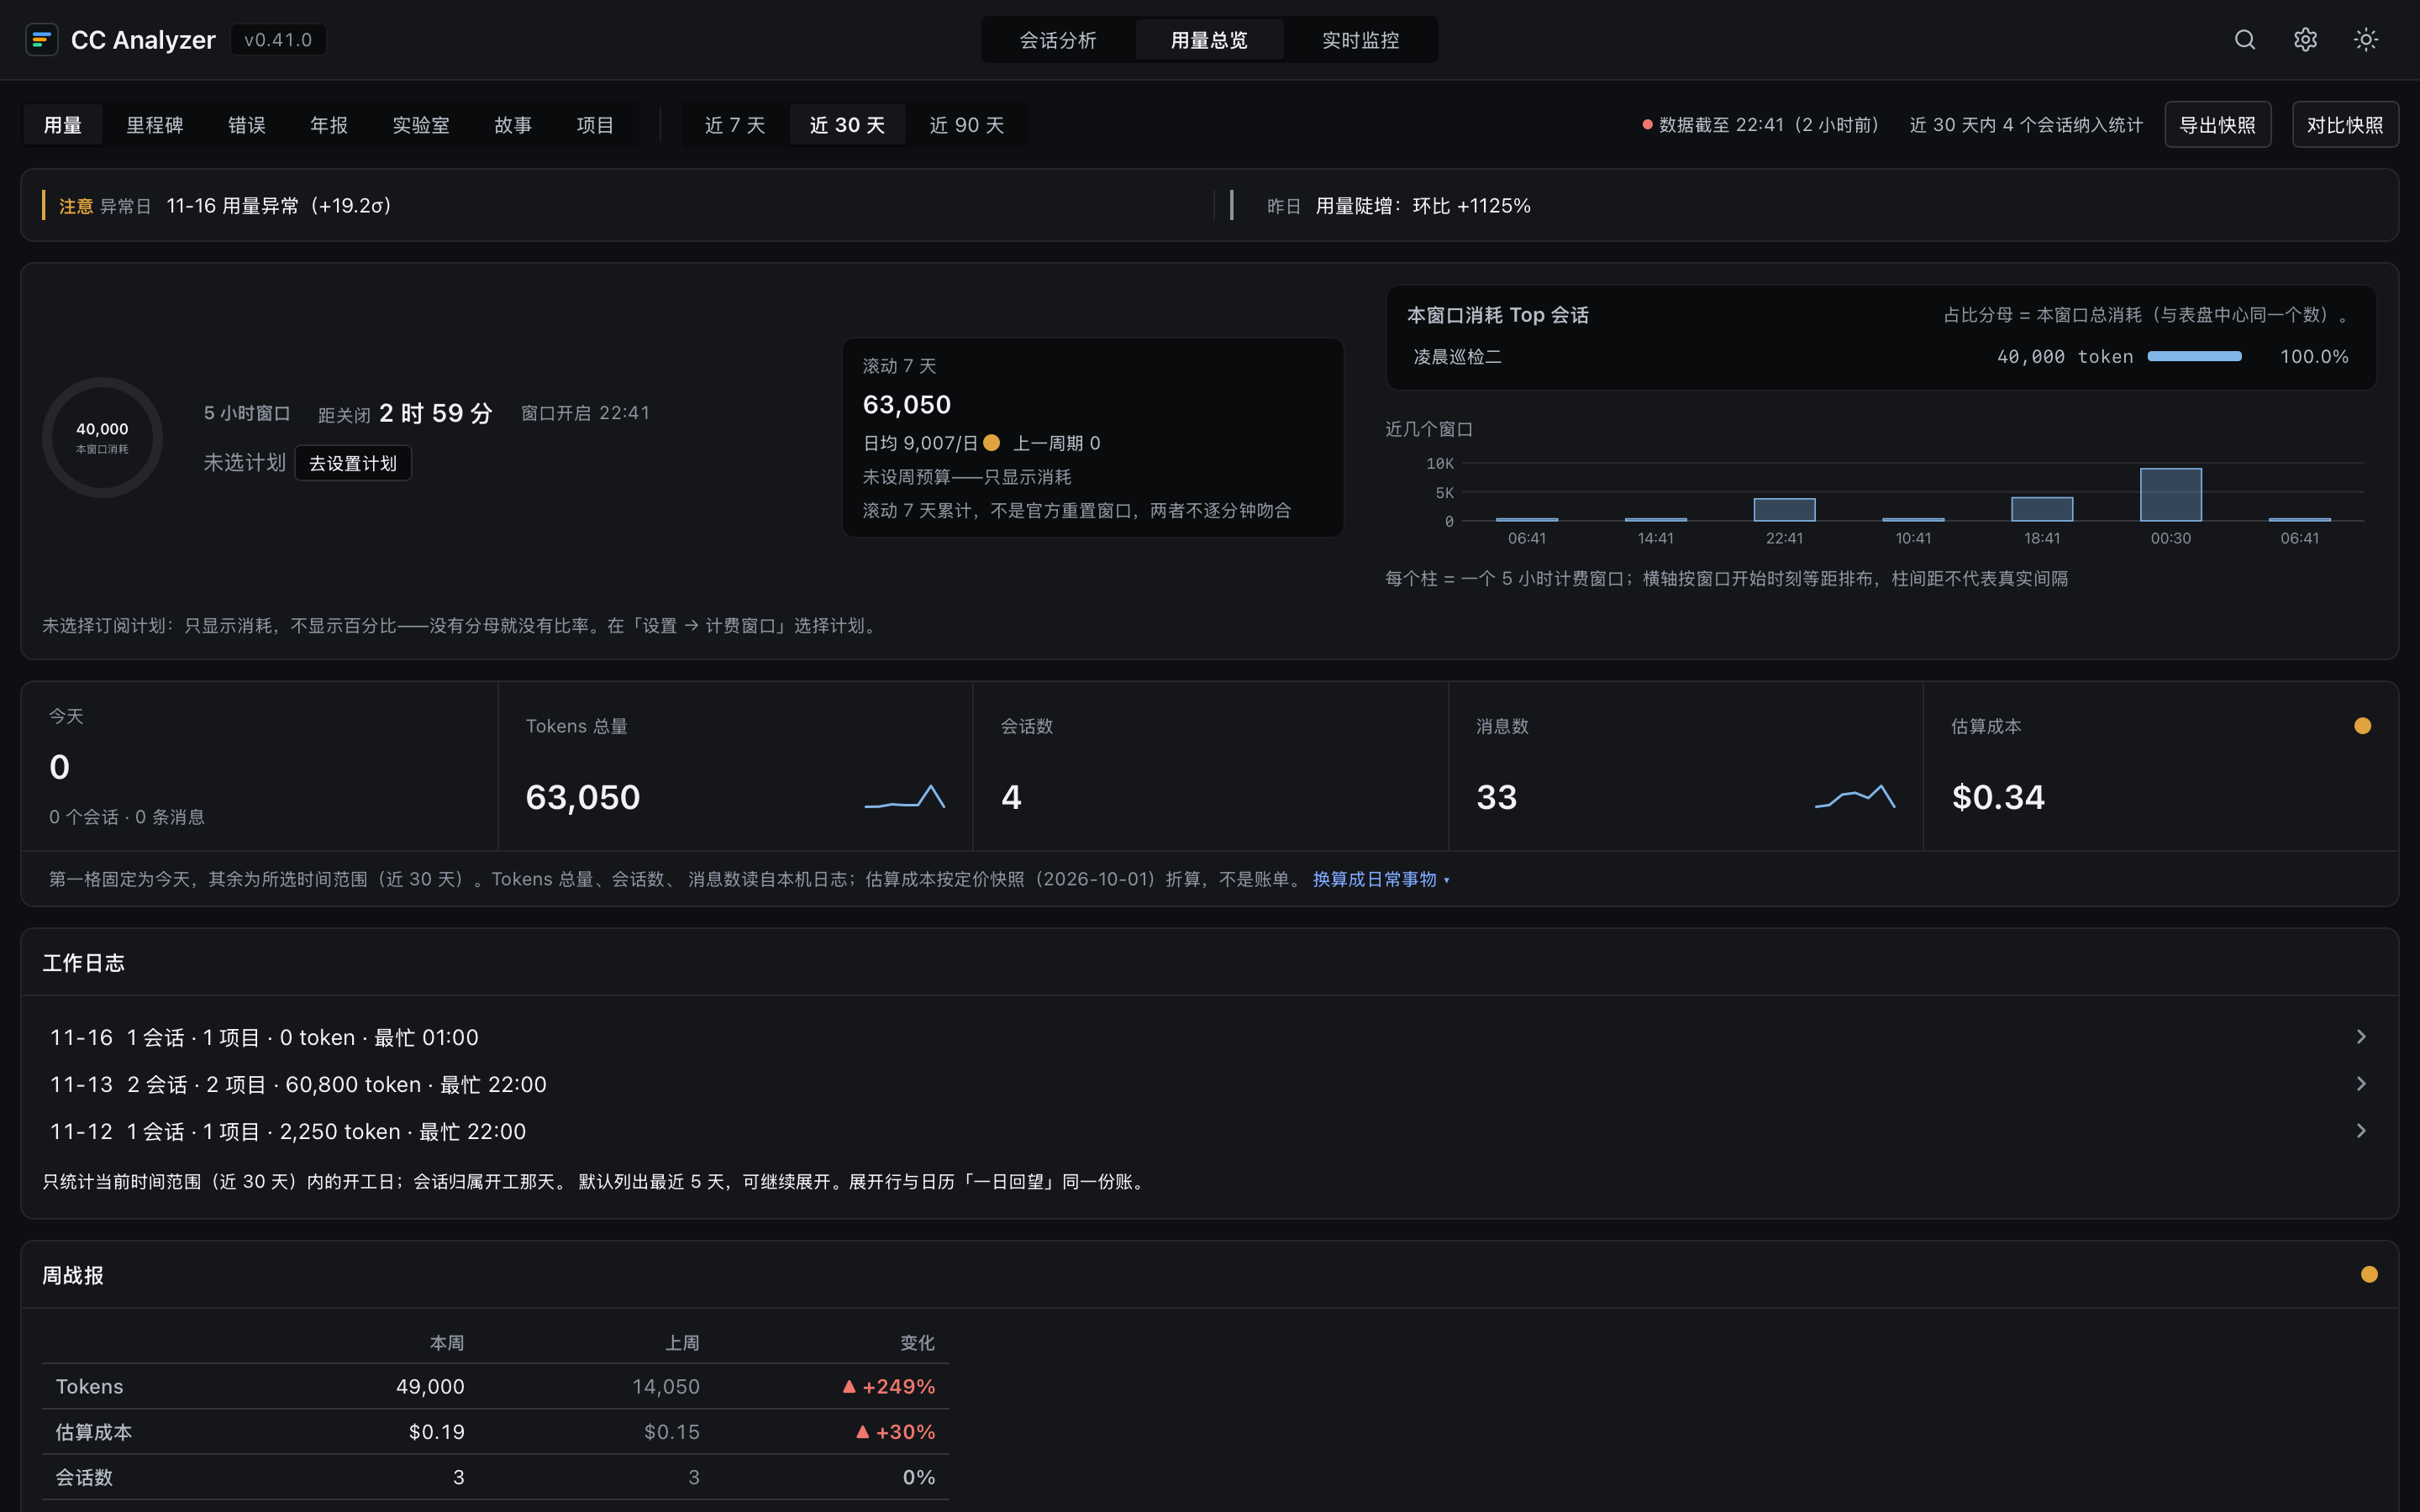 CC Analyzer v0.41.0
会话分析 用量总览 实时监控
用量 里程碑 错误 年报 实验室 故事 项目 近 7 天 近 30 天 近 90 天
数据截至 22:41（2 小时前） 近 30 天内 4 个会话纳入统计 导出快照 对比快照
注意 异常日 11-16 用量异常（+19.2σ）
昨日 用量陡增：环比 +1125%
40,000
本窗口消耗
5 小时窗口 距关闭 2 时 59 分 窗口开启 22:41
未选计划 去设置计划
滚动 7 天
63,050
日均 9,007/日 上一周期 0
未设周预算——只显示消耗
滚动 7 天累计，不是官方重置窗口，两者不逐分钟吻合
本窗口消耗 Top 会话 占比分母 = 本窗口总消耗（与表盘中心同一个数）。
凌晨巡检二 40,000 token 100.0%
近几个窗口
10K
5K
0
06:41 14:41 22:41 10:41 18:41 00:30 06:41
每个柱 = 一个 5 小时计费窗口；横轴按窗口开始时刻等距排布，柱间距不代表真实间隔
未选择订阅计划：只显示消耗，不显示百分比——没有分母就没有比率。在「设置 → 计费窗口」选择计划。
今天
0
0 个会话 · 0 条消息
Tokens 总量
63,050
会话数
4
消息数
33
估算成本
$0.34
第一格固定为今天，其余为所选时间范围（近 30 天）。Tokens 总量、会话数、 消息数读自本机日志；估算成本按定价快照（2026-10-01）折算，不是账单。 换算成日常事物 ▾
工作日志
11-16 1 会话 · 1 项目 · 0 token · 最忙 01:00
11-13 2 会话 · 2 项目 · 60,800 token · 最忙 22:00
11-12 1 会话 · 1 项目 · 2,250 token · 最忙 22:00
只统计当前时间范围（近 30 天）内的开工日；会话归属开工那天。 默认列出最近 5 天，可继续展开。展开行与日历「一日回望」同一份账。
周战报
本周 上周 变化
Tokens 49,000 14,050 ▲ +249%
估算成本 $0.19 $0.15 ▲ +30%
会话数 3 3 0%